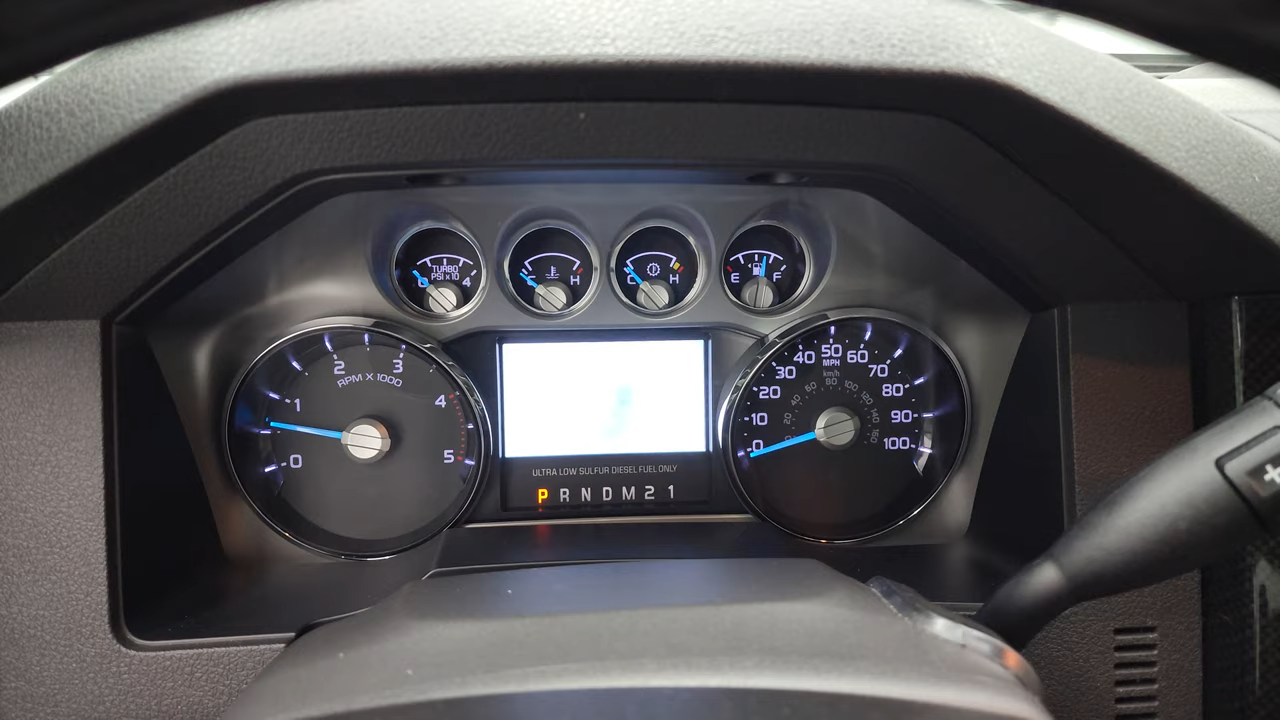 TURBO
PSI x 10
0 4
C H
C H
E F
0 1 2 3 4 5
RPM X 1000
0 10 20 30 40 50 60 70 80 90 100
MPH
km/h
20 40 60 80 100 120 140 160
ULTRA LOW SULFUR DIESEL FUEL ONLY
P R N D M 2 1
+